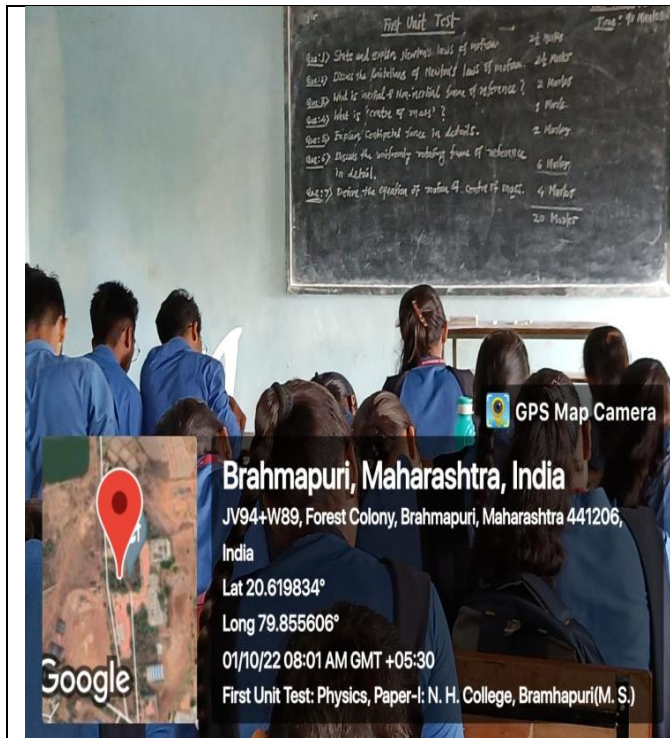 First Unit Test
Time: 90 Minutes
Que:1) State and explain Newton's laws of motion. 2½ Marks
Que:2) Discuss the limitations of Newton's laws of motion. 2½ Marks
Que:3) What is inertial & Non-inertial frame of reference? 2 Marks
Que:4) What is 'centre of mass'? 1 Mark
Que:5) Explain Centipetal force in details. 2 Marks
Que:6) Discuss the uniformly rotating frame of reference
in detail. 6 Marks
Que:7) Derive the equation of motion of centre of mass. 4 Marks
20 Marks
GPS Map Camera
Brahmapuri, Maharashtra, India
JV94+W89, Forest Colony, Brahmapuri, Maharashtra 441206,
India
Lat 20.619834°
Long 79.855606°
01/10/22 08:01 AM GMT +05:30
First Unit Test: Physics, Paper-I: N. H. College, Bramhapuri(M. S.)
Google